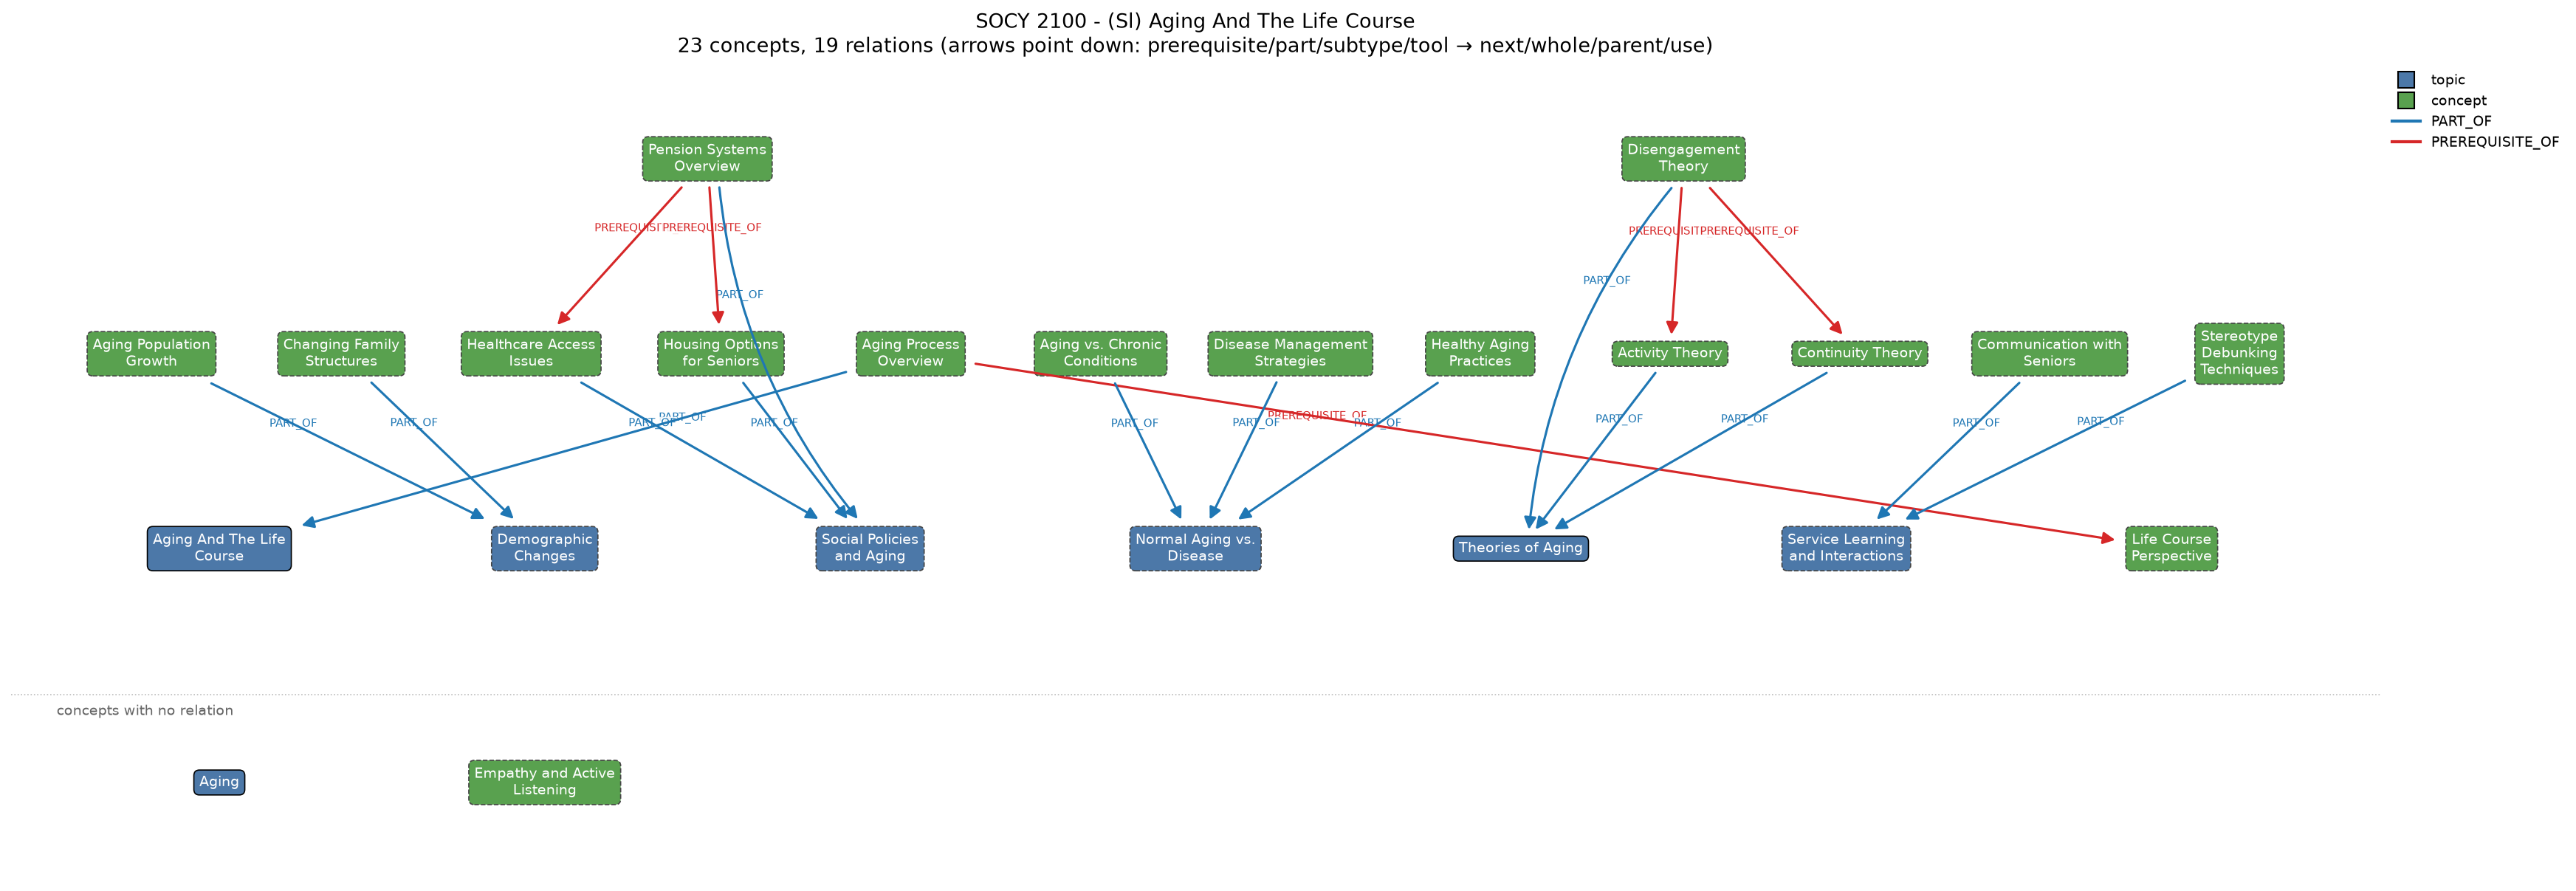 SOCY 2100 - (Sl) Aging And The Life Course
23 concepts, 19 relations (arrows point down: prerequisite/part/subtype/tool → next/whole/parent/use)
topic
concept
PART_OF
PREREQUISITE_OF
Pension Systems
Overview
Disengagement
Theory
PREREQUISITE_OF
PREREQUISITE_OF
PART_OF
PART_OF
Aging Population
Growth
Changing Family
Structures
Healthcare Access
Issues
Housing Options
for Seniors
Aging Process
Overview
Aging vs. Chronic
Conditions
Disease Management
Strategies
Healthy Aging
Practices
Activity Theory
Continuity Theory
Communication with
Seniors
Stereotype
Debunking
Techniques
PART_OF
PART_OF
PART_OF
PART_OF
PART_OF
PART_OF
PART_OF
PREREQUISITE_OF
PART_OF
PART_OF
PART_OF
PART_OF
PART_OF
Aging And The Life
Course
Demographic
Changes
Social Policies
and Aging
Normal Aging vs.
Disease
Theories of Aging
Service Learning
and Interactions
Life Course
Perspective
concepts with no relation
Aging
Empathy and Active
Listening